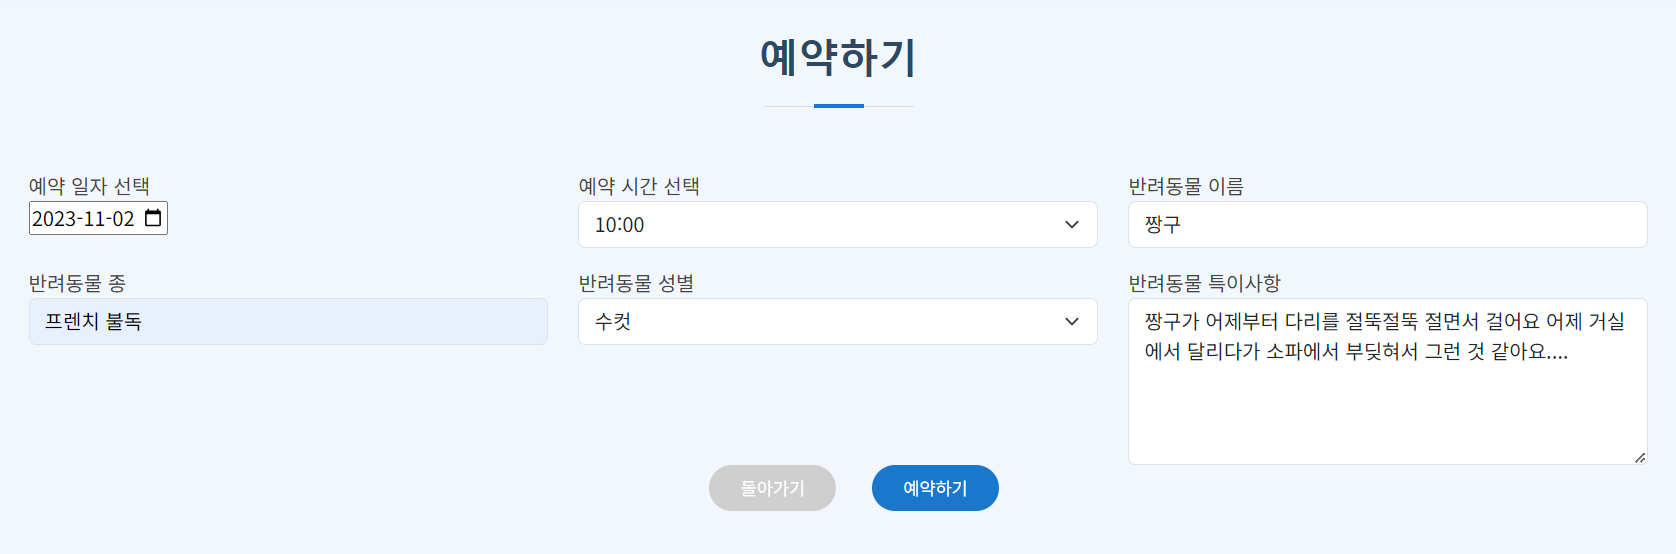 예약하기
예약 일자 선택
2023-11-02
예약 시간 선택
10:00
반려동물 이름
짱구
반려동물 종
프렌치 불독
반려동물 성별
수컷
반려동물 특이사항
짱구가 어제부터 다리를 절뚝절뚝 절면서 걸어요 어제 거실
에서 달리다가 소파에서 부딪혀서 그런 것 같아요....
돌아가기
예약하기